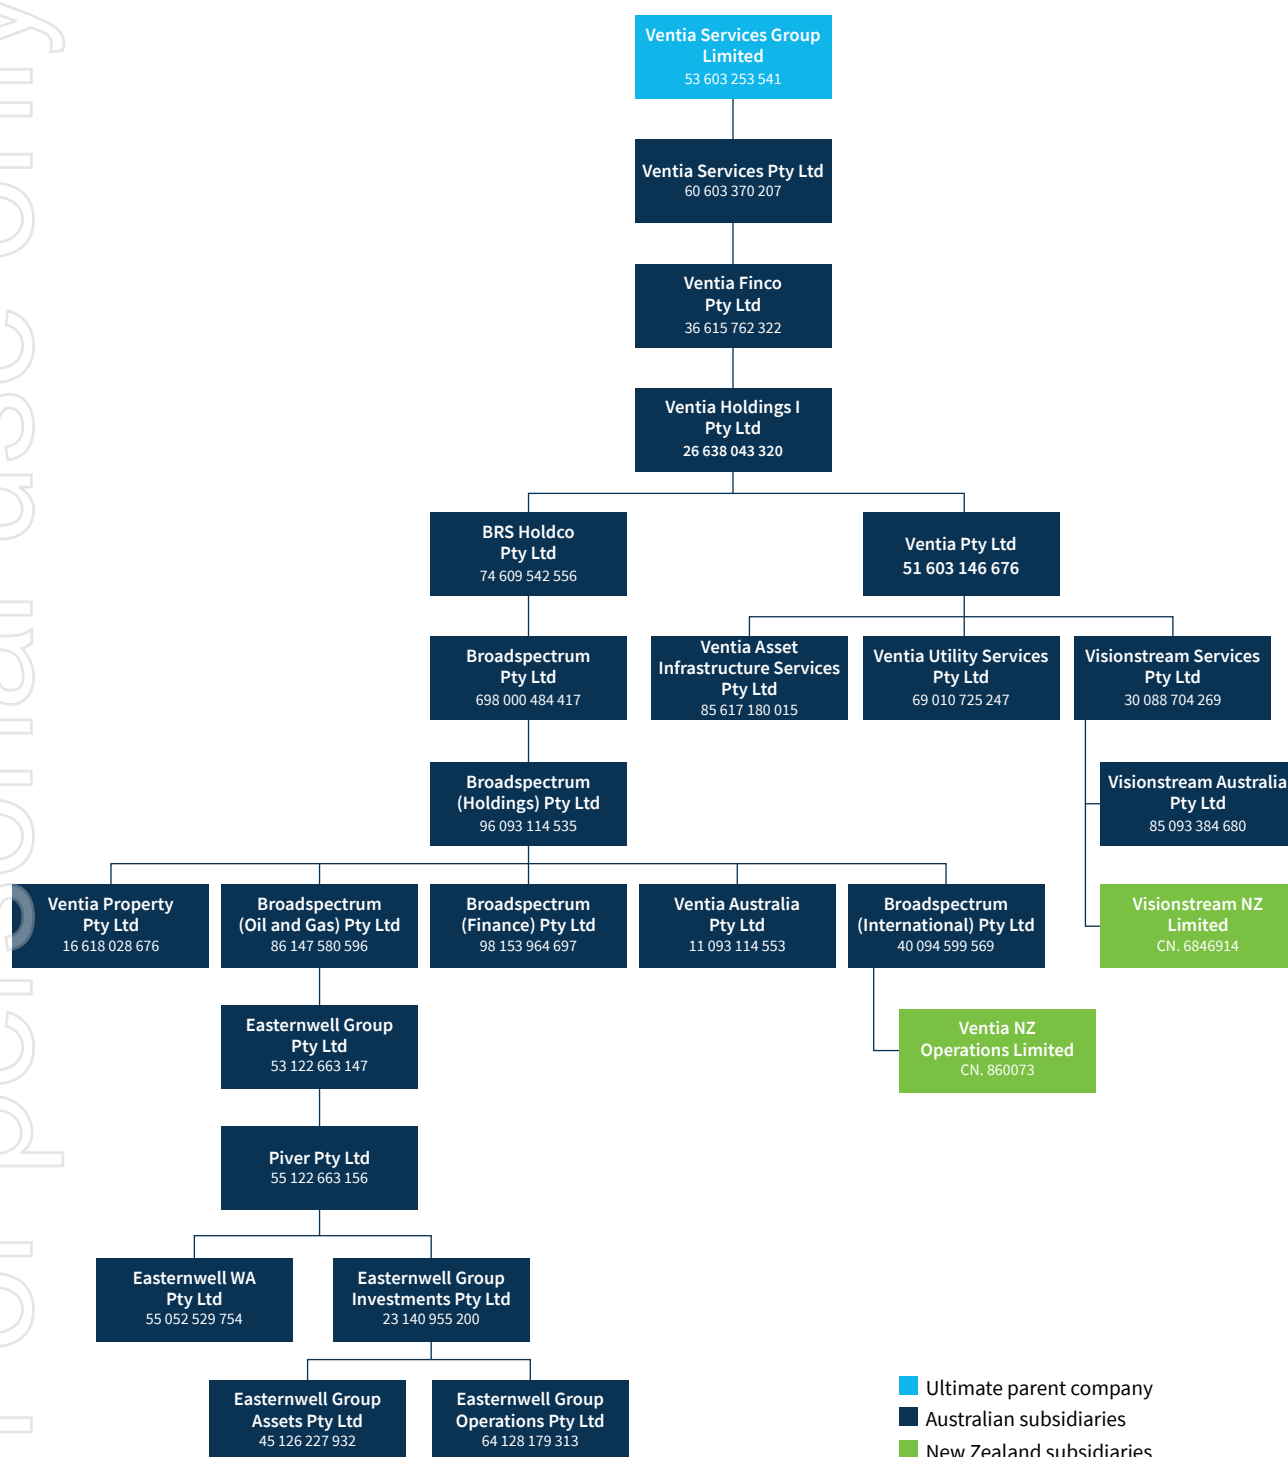 Ventia Services Group
Limited
53 603 253 541
Ventia Services Pty Ltd
60 603 370 207
Ventia Finco
Pty Ltd
36 615 762 322
Ventia Holdings I
Pty Ltd
26 638 043 320
BRS Holdco
Pty Ltd
74 609 542 556
Ventia Pty Ltd
51 603 146 676
Broadspectrum
Pty Ltd
698 000 484 417
Ventia Asset
Infrastructure Services
Pty Ltd
85 617 180 015
Ventia Utility Services
Pty Ltd
69 010 725 247
Visionstream Services
Pty Ltd
30 088 704 269
Broadspectrum
(Holdings) Pty Ltd
96 093 114 535
Visionstream Australia
Pty Ltd
85 093 384 680
Ventia Property
Pty Ltd
16 618 028 676
Broadspectrum
(Oil and Gas) Pty Ltd
86 147 580 596
Broadspectrum
(Finance) Pty Ltd
98 153 964 697
Ventia Australia
Pty Ltd
11 093 114 553
Broadspectrum
(International) Pty Ltd
40 094 599 569
Visionstream NZ
Limited
CN. 6846914
Easternwell Group
Pty Ltd
53 122 663 147
Ventia NZ
Operations Limited
CN. 860073
Piver Pty Ltd
55 122 663 156
Easternwell WA
Pty Ltd
55 052 529 754
Easternwell Group
Investments Pty Ltd
23 140 955 200
Easternwell Group
Assets Pty Ltd
45 126 227 932
Easternwell Group
Operations Pty Ltd
64 128 179 313
Ultimate parent company
Australian subsidiaries
New Zealand subsidiaries
For personal use only